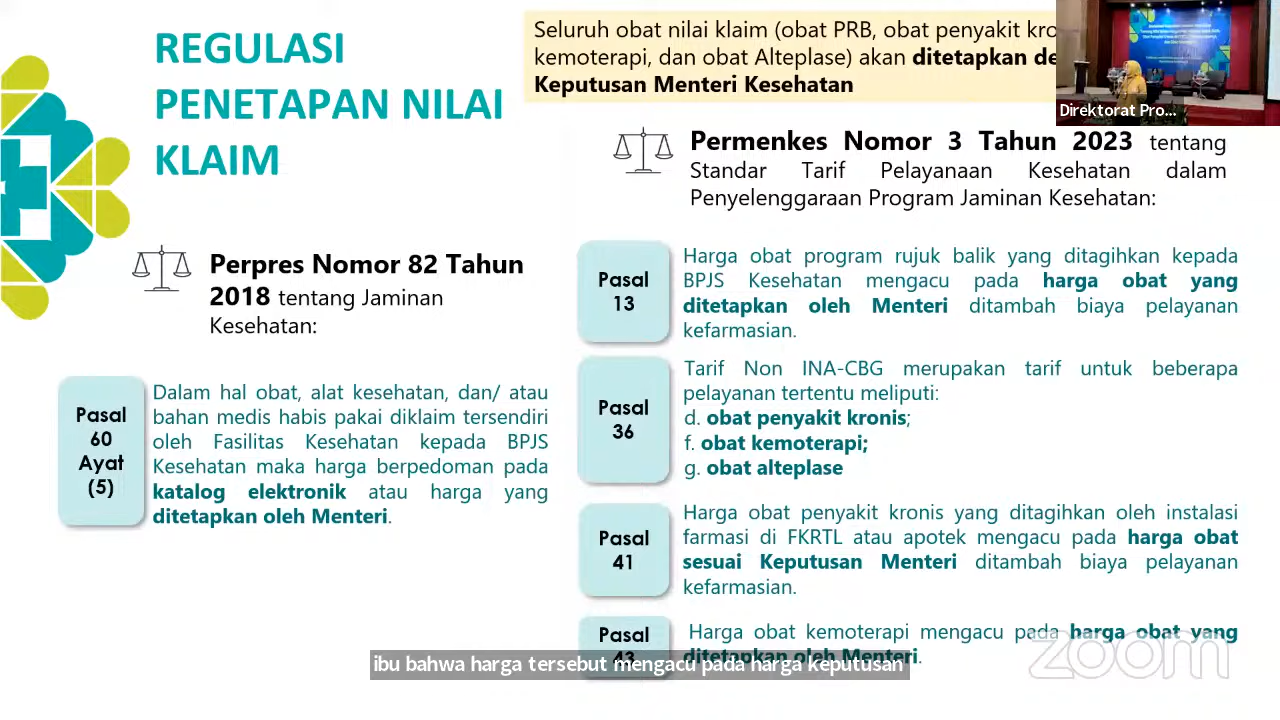 REGULASI
PENETAPAN NILAI
KLAIM
Seluruh obat nilai klaim (obat PRB, obat penyakit
kemoterapi, dan obat Alteplase) akan ditetapkan
Keputusan Menteri Kesehatan
Direktorat Pro...
Perpres Nomor 82 Tahun
2018 tentang Jaminan
Kesehatan:
Pasal
60
Ayat
(5)
Dalam hal obat, alat kesehatan, dan/ atau
bahan medis habis pakai diklaim tersendiri
oleh Fasilitas Kesehatan kepada BPJS
Kesehatan maka harga berpedoman pada
katalog elektronik atau harga yang
ditetapkan oleh Menteri.
Permenkes Nomor 3 Tahun 2023 tentang
Standar Tarif Pelayanaan Kesehatan dalam
Penyelenggaraan Program Jaminan Kesehatan:
Pasal
13
Harga obat program rujuk balik yang ditagihkan kepada
BPJS Kesehatan mengacu pada harga obat yang
ditetapkan oleh Menteri ditambah biaya pelayanan
kefarmasian.
Pasal
36
Tarif Non INA-CBG merupakan tarif untuk beberapa
pelayanan tertentu meliputi:
d. obat penyakit kronis;
f. obat kemoterapi;
g. obat alteplase
Pasal
41
Harga obat penyakit kronis yang ditagihkan oleh instalasi
farmasi di FKRTL atau apotek mengacu pada harga obat
sesuai Keputusan Menteri ditambah biaya pelayanan
kefarmasian.
Pasal
Harga obat kemoterapi mengacu pada harga obat yang
ditetapkan oleh Menteri.
ibu bahwa harga tersebut mengacu pada harga keputusan
zoom